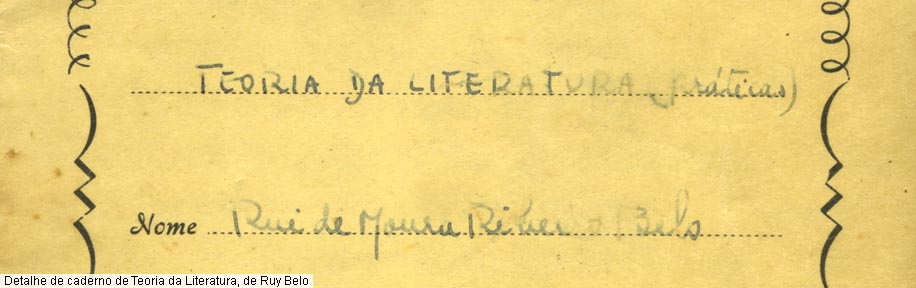 TEORIA DA LITERATURA (práticas)
Nome Rui de Moura Ribeiro Belo
Detalhe de caderno de Teoria da Literatura, de Ruy Belo